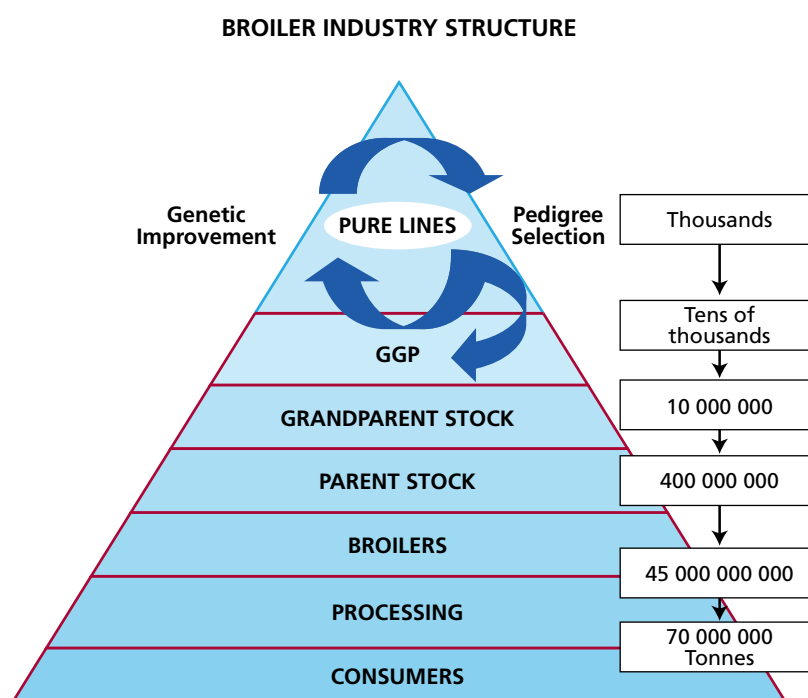 BROILER INDUSTRY STRUCTURE
Genetic
Improvement
PURE LINES
Pedigree
Selection
Thousands
Tens of
thousands
GGP
10 000 000
GRANDPARENT STOCK
400 000 000
PARENT STOCK
BROILERS
45 000 000 000
PROCESSING
70 000 000
Tonnes
CONSUMERS